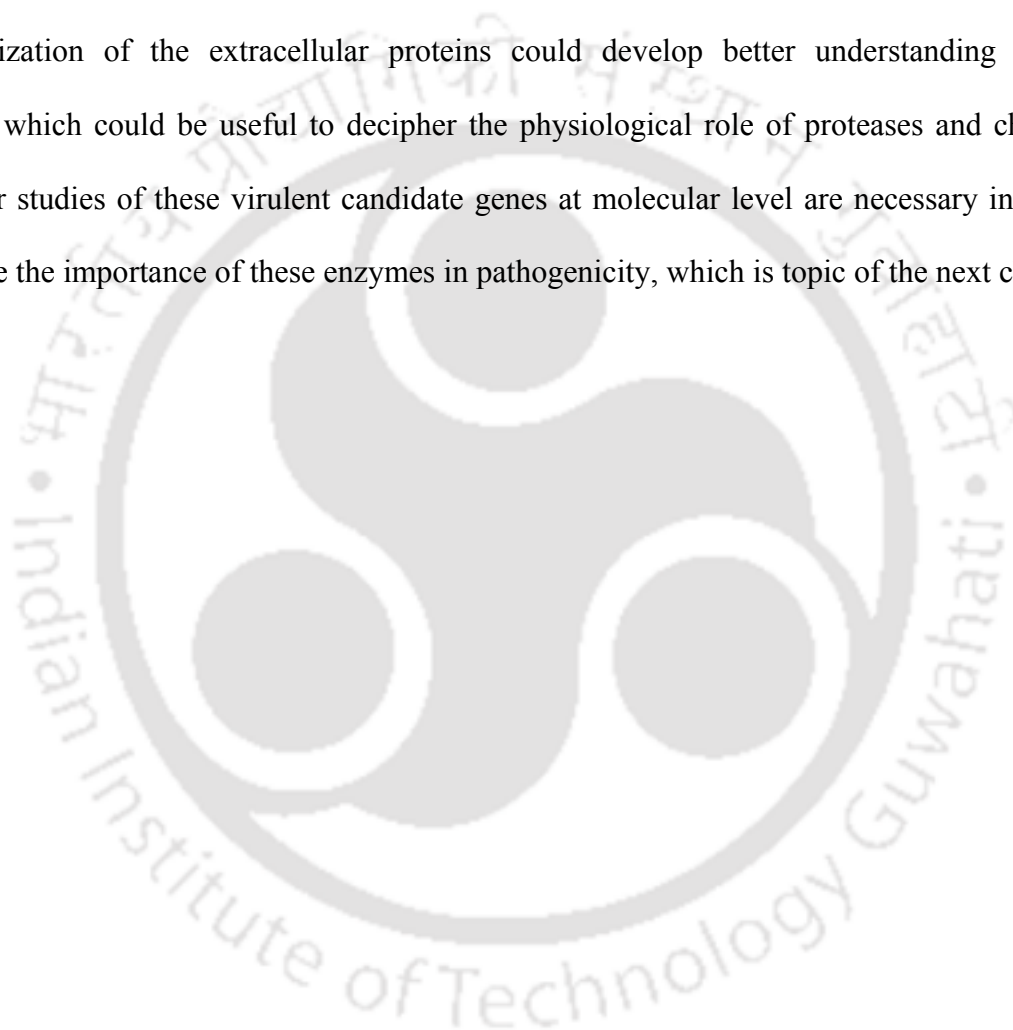 ization of the extracellular proteins could develop better understanding
which could be useful to decipher the physiological role of proteases and cl
r studies of these virulent candidate genes at molecular level are necessary in
e the importance of these enzymes in pathogenicity, which is topic of the next c
भारतीय प्रौद्योगिकी संस्थान गुवाहाटी
• Indian Institute of Technology Guwahati •